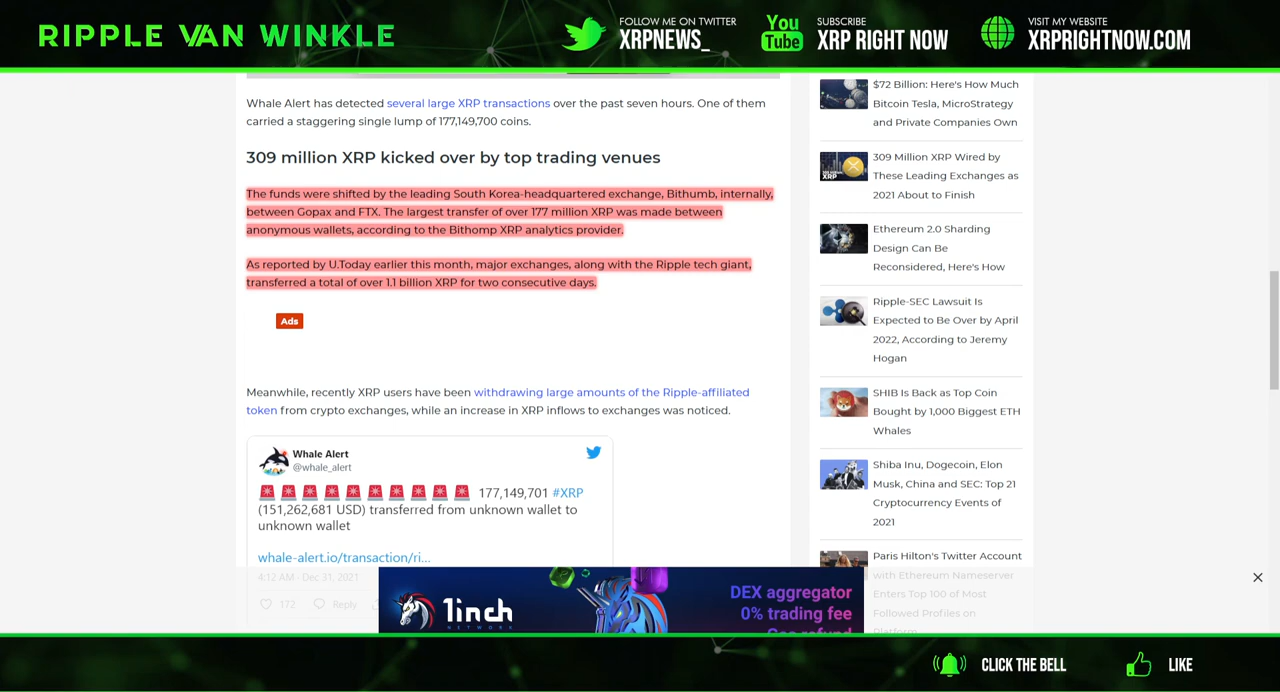 RIPPLE VAN WINKLE
FOLLOW ME ON TWITTER
XRPNEWS_
You
Tube
SUBSCRIBE
XRP RIGHT NOW
VISIT MY WEBSITE
XRPRIGHTNOW.COM
Whale Alert has detected several large XRP transactions over the past seven hours. One of them
carried a staggering single lump of 177,149,700 coins.
309 million XRP kicked over by top trading venues
The funds were shifted by the leading South Korea-headquartered exchange, Bithumb, internally,
between Gopax and FTX. The largest transfer of over 177 million XRP was made between
anonymous wallets, according to the Bithomp XRP analytics provider.
As reported by U.Today earlier this month, major exchanges, along with the Ripple tech giant,
transferred a total of over 1.1 billion XRP for two consecutive days.
Ads
Meanwhile, recently XRP users have been withdrawing large amounts of the Ripple-affiliated
token from crypto exchanges, while an increase in XRP inflows to exchanges was noticed.
Whale Alert
@whale_alert
177,149,701 #XRP
(151,262,681 USD) transferred from unknown wallet to
unknown wallet
whale-alert.io/transaction/ri...
4:12 AM · Dec 31, 2021
172 Reply
$72 Billion: Here's How Much
Bitcoin Tesla, MicroStrategy
and Private Companies Own
309 Million XRP Wired by
These Leading Exchanges as
2021 About to Finish
Ethereum 2.0 Sharding
Design Can Be
Reconsidered, Here's How
Ripple-SEC Lawsuit Is
Expected to Be Over by April
2022, According to Jeremy
Hogan
SHIB Is Back as Top Coin
Bought by 1,000 Biggest ETH
Whales
Shiba Inu, Dogecoin, Elon
Musk, China and SEC: Top 21
Cryptocurrency Events of
2021
Paris Hilton's Twitter Account
with Ethereum Nameserver
Enters Top 100 of Most
Followed Profiles on
Platform
1inch
NETWORK
DEX aggregator
0% trading fee
Gas refund
CLICK THE BELL
LIKE